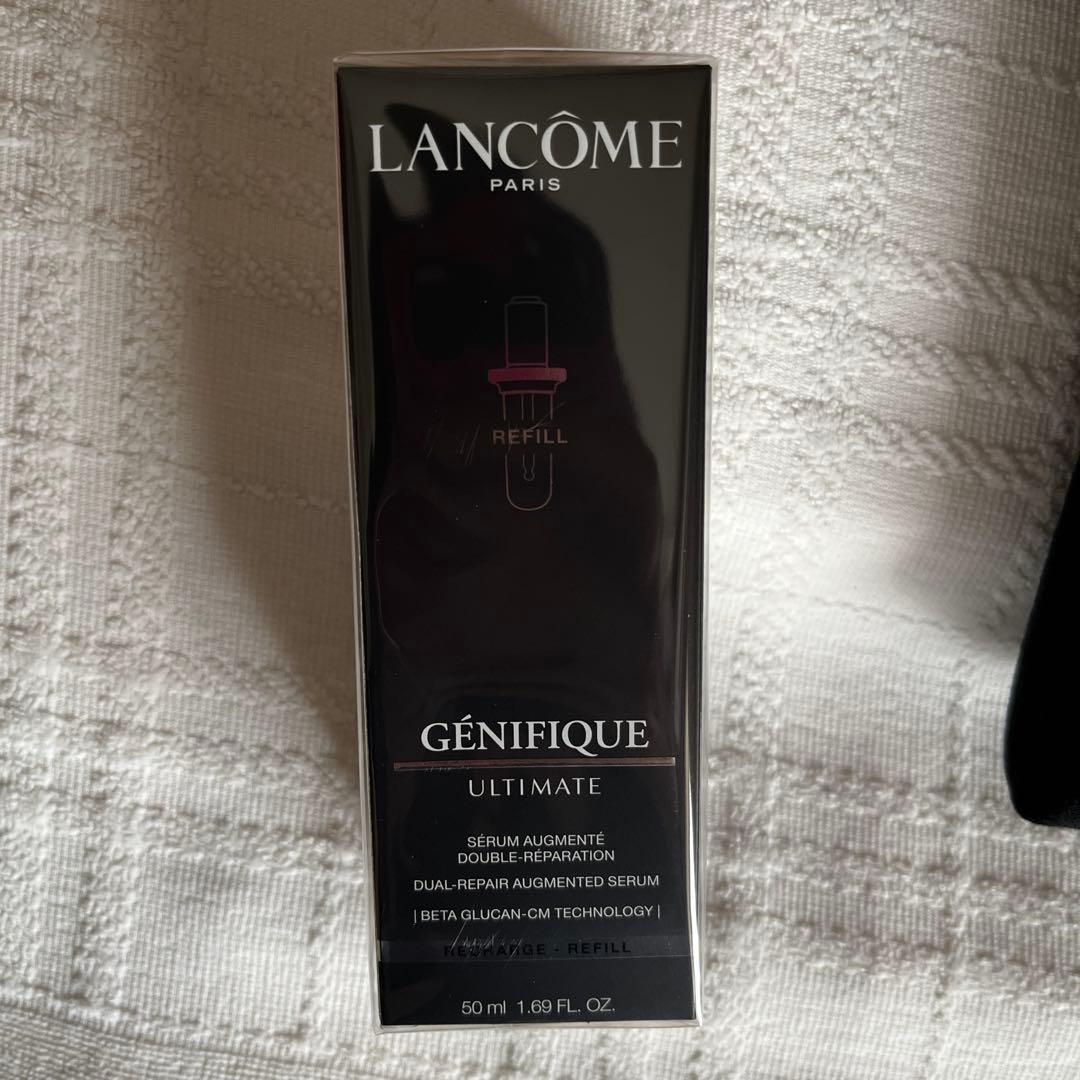 LANCÔME
PARIS
REFILL
GÉNIFIQUE
ULTIMATE
SÉRUM AUGMENTÉ
DOUBLE-RÉPARATION
DUAL-REPAIR AUGMENTED SERUM
| BETA GLUCAN-CM TECHNOLOGY |
RECHARGE - REFILL
50 ml 1.69 FL. OZ.